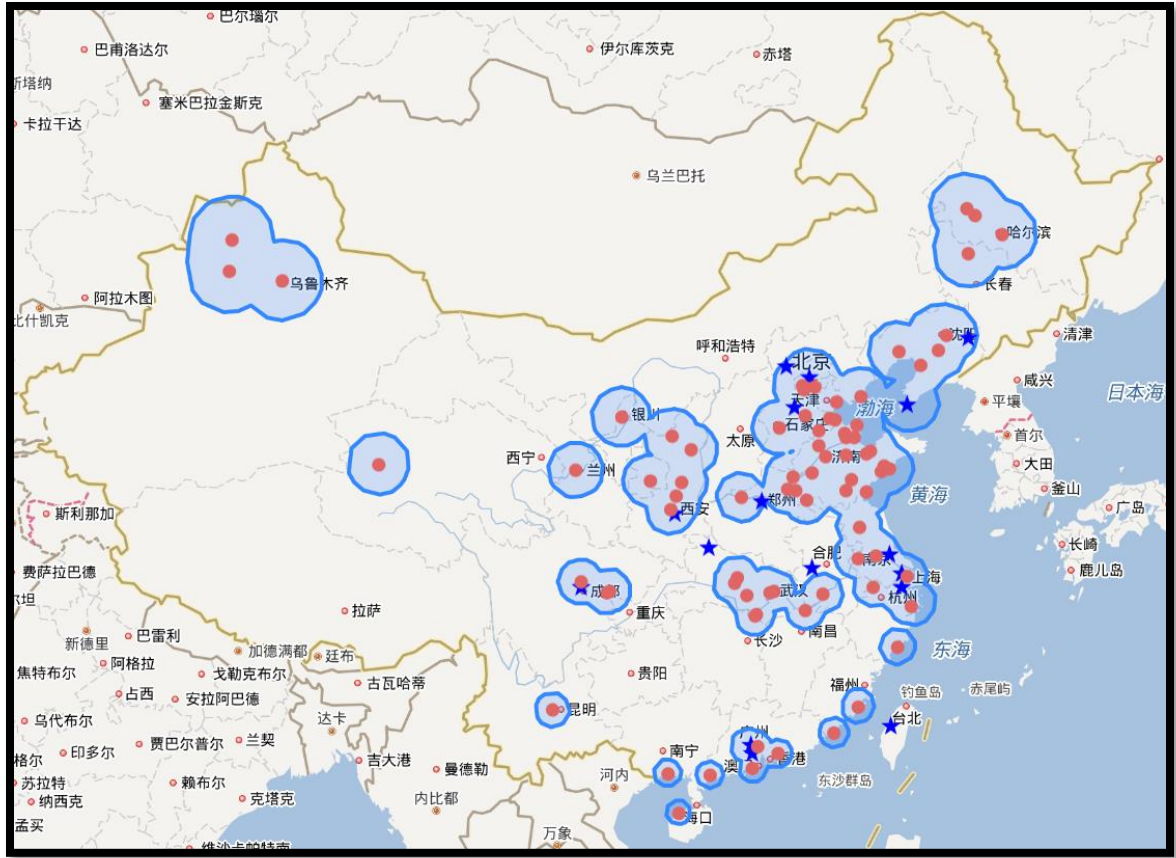 巴尔瑙尔
巴甫洛达尔
伊尔库茨克
赤塔
斯塔纳
塞米巴拉金斯克
卡拉干达
乌兰巴托
哈尔滨
乌鲁木齐
长春
阿拉木图
比什凯克
沈阳
清津
呼和浩特
北京
咸兴
日本海
天津
渤海
平壤
银川
石家庄
太原
首尔
西宁
兰州
济南
大田
釜山
黄海
郑州
西安
广岛
斯利那加
长崎
合肥
南京
费萨拉巴德
上海
鹿儿岛
成都
武汉
杭州
尔坦
拉萨
重庆
新德里
巴雷利
长沙
南昌
加德满都
廷布
东海
阿格拉
焦特布尔
戈勒克布尔
贵阳
古瓦哈蒂
福州
钓鱼岛
赤尾屿
占西
安拉阿巴德
昆明
乌代布尔
达卡
台北
广州
贾巴尔普尔
兰契
印多尔
南宁
格尔
吉大港
曼德勒
澳
香港
河内
东沙群岛
苏拉特
赖布尔
纳西克
克塔克
内比都
海口
孟买
万象
维沙卡帕特南